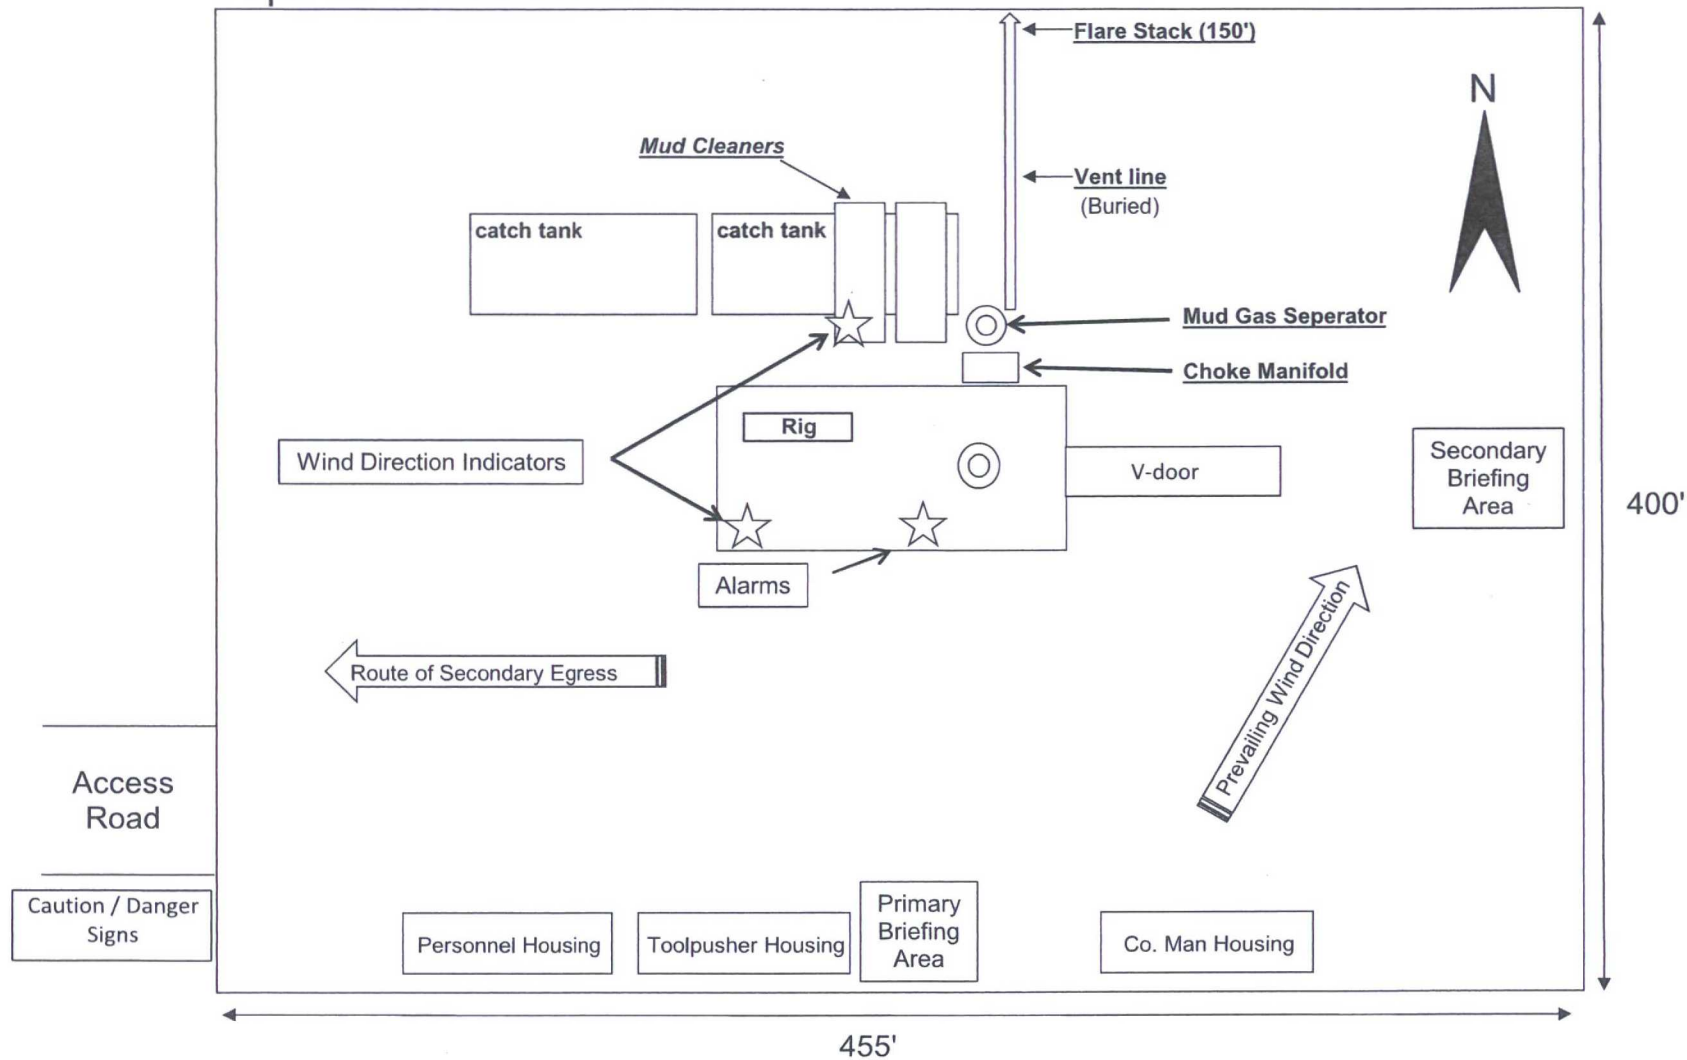 Flare Stack (150')
N
Mud Cleaners
Vent line
(Buried)
catch tank
catch tank
Mud Gas Seperator
Choke Manifold
Rig
Wind Direction Indicators
V-door
Secondary
Briefing
Area
400'
Alarms
Prevailing Wind Direction
Route of Secondary Egress
Access
Road
Caution / Danger
Signs
Personnel Housing
Toolpusher Housing
Primary
Briefing
Area
Co. Man Housing
455'